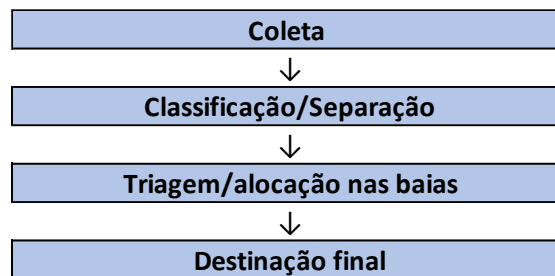 Coleta
↓
Classificação/Separação
↓
Triagem/alocação nas baias
↓
Destinação final